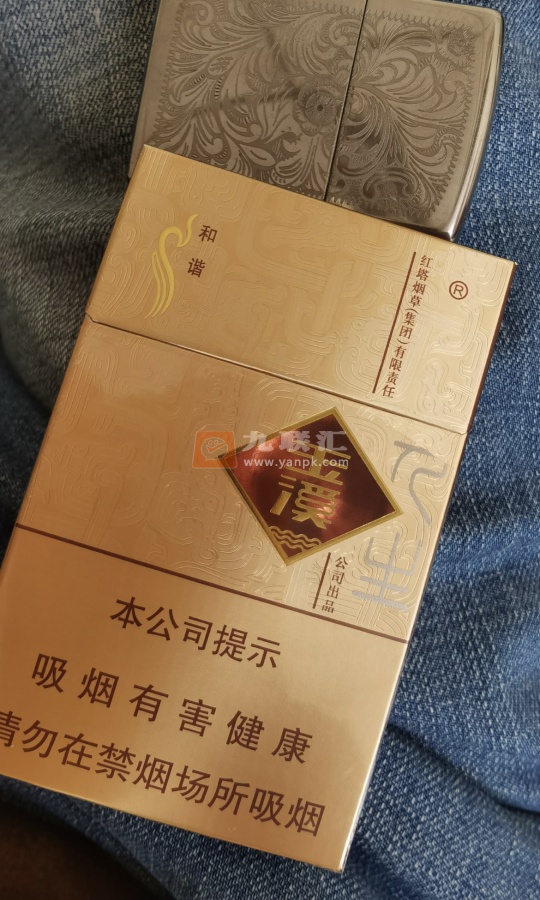 和
谐
红塔烟草(集团)有限责任
®
玉
溪
九联汇
www.yanpk.com
公司出品
本公司提示
吸烟有害健康
请勿在禁烟场所吸烟